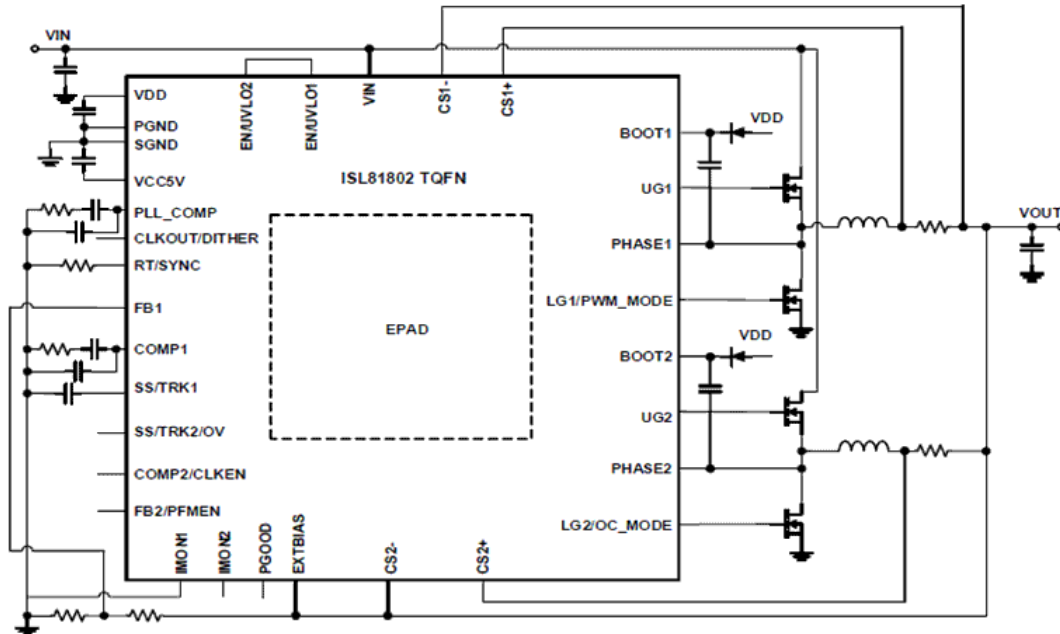 VIN
VDD
PGND
SGND
VCC5V
PLL_COMP
CLKOUT/DITHER
RT/SYNC
FB1
COMP1
SS/TRK1
SS/TRK2/OV
COMP2/CLKEN
FB2/PFMEN
EN/UVLO2
EN/UVLO1
VIN
CS1-
CS1+
ISL81802 TQFN
EPAD
BOOT1
VDD
UG1
PHASE1
VOUT
LG1/PWM_MODE
VDD
BOOT2
UG2
PHASE2
LG2/OC_MODE
IMON1
IMON2
PGOOD
EXTBIAS
CS2-
CS2+